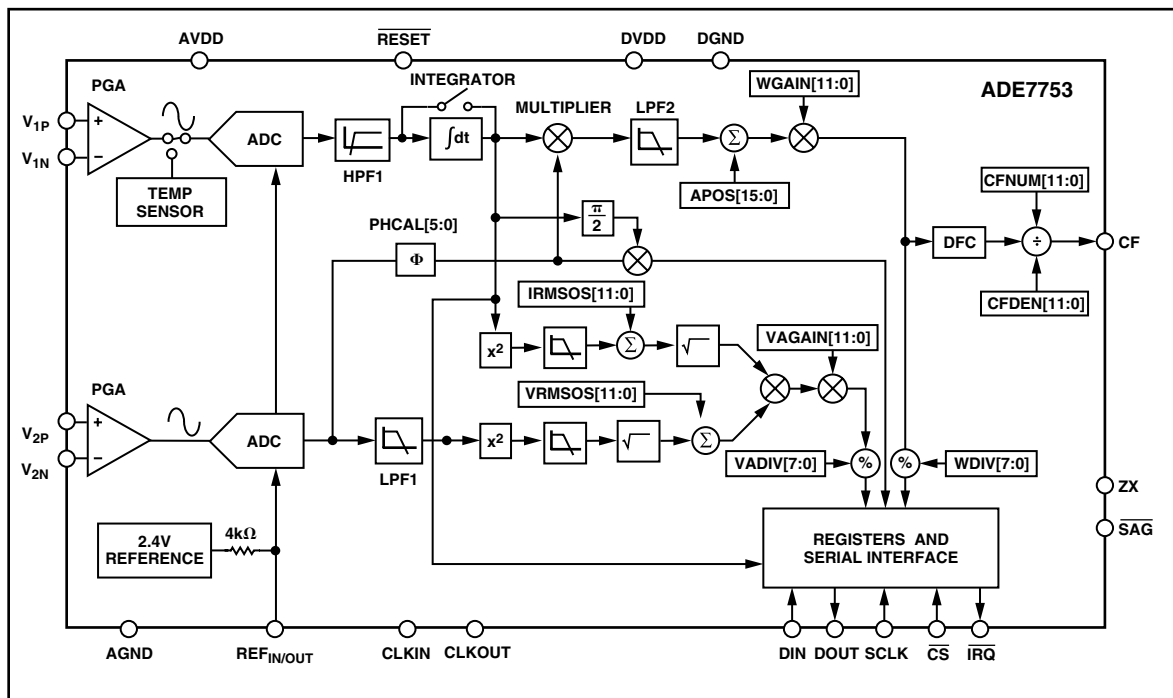 AVDD
RESET
DVDD
DGND
INTEGRATOR
WGAIN[11:0]
ADE7753
PGA
MULTIPLIER
LPF2
V1P
+
ADC
∫dt
Σ
V1N
−
HPF1
TEMP
SENSOR
APOS[15:0]
CFNUM[11:0]
PHCAL[5:0]
π
2
DFC
÷
CF
Φ
IRMSOS[11:0]
CFDEN[11:0]
x2
Σ
√
VAGAIN[11:0]
PGA
VRMSOS[11:0]
V2P
+
ADC
x2
√
Σ
V2N
−
LPF1
VADIV[7:0]
%
%
WDIV[7:0]
ZX
2.4V
REFERENCE
4kΩ
REGISTERS AND
SERIAL INTERFACE
SAG
AGND
REFIN/OUT
CLKIN
CLKOUT
DIN
DOUT
SCLK
CS
IRQ